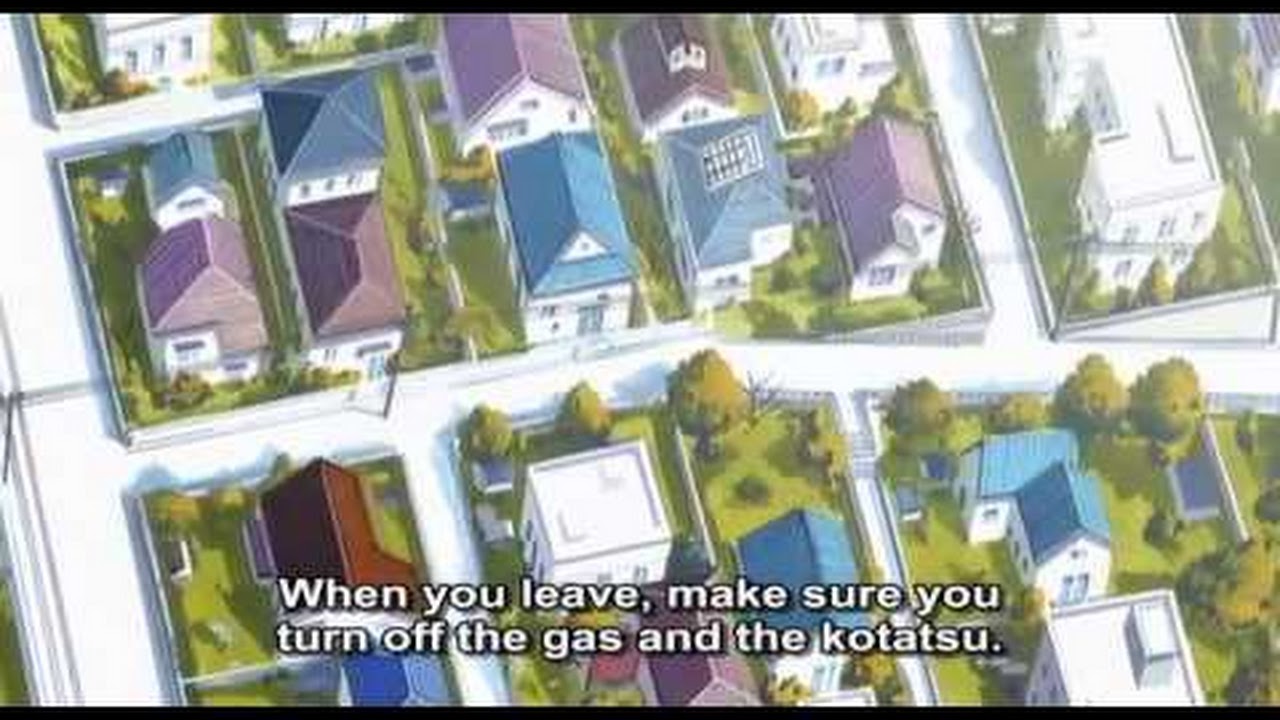 When you leave, make sure you
turn off the gas and the kotatsu.